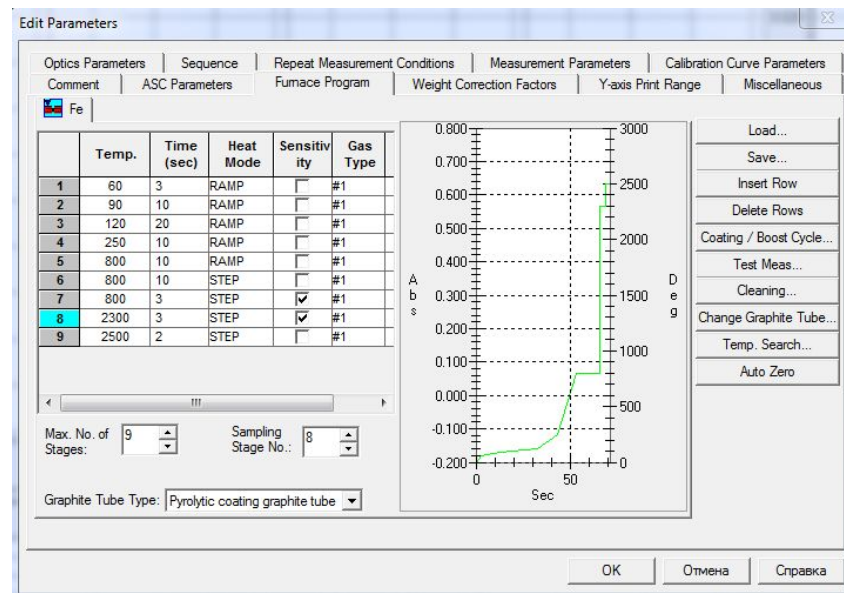 Edit Parameters
Optics Parameters Sequence Repeat Measurement Conditions Measurement Parameters Calibration Curve Parameters
Comment ASC Parameters Furnace Program Weight Correction Factors Y-axis Print Range Miscellaneous
Fe
Temp. Time (sec) Heat Mode Sensitiv ity Gas Type
1 60 3 RAMP #1
2 90 10 RAMP #1
3 120 20 RAMP #1
4 250 10 RAMP #1
5 800 10 RAMP #1
6 800 10 STEP #1
7 800 3 STEP #1
8 2300 3 STEP #1
9 2500 2 STEP #1
Max. No. of Stages: 9 Sampling Stage No.: 8
Graphite Tube Type: Pyrolytic coating graphite tube
0.800 3000
0.700
0.600 2500
0.500
2000
0.400
Abs 0.300 1500 Deg
0.200
1000
0.100
0.000
500
-0.100
-0.200 0
0 50
Sec
Load...
Save...
Insert Row
Delete Rows
Coating / Boost Cycle...
Test Meas...
Cleaning...
Change Graphite Tube...
Temp. Search...
Auto Zero
OK Отмена Справка